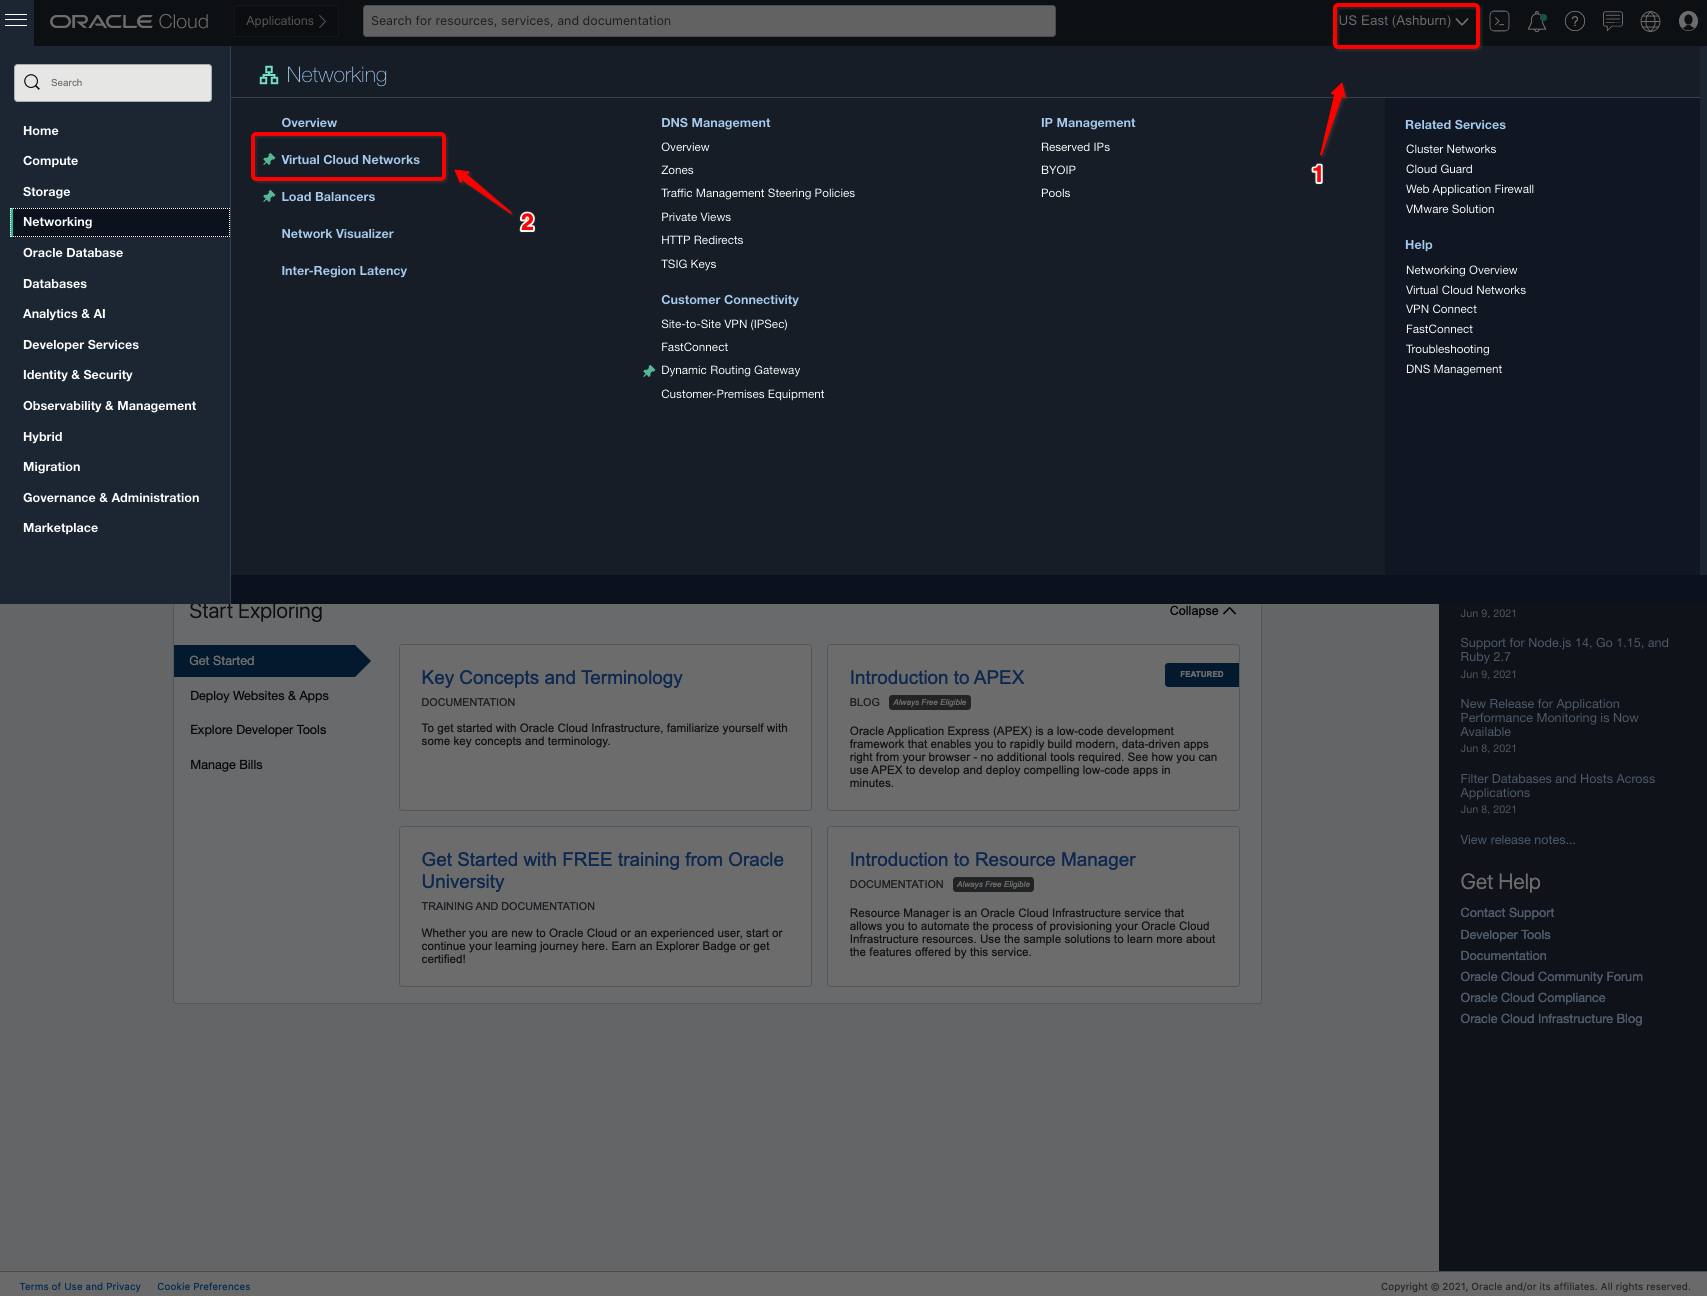 ORACLE Cloud
Applications
Search for resources, services, and documentation
US East (Ashburn)
Search
Home
Compute
Storage
Networking
Oracle Database
Databases
Analytics & AI
Developer Services
Identity & Security
Observability & Management
Hybrid
Migration
Governance & Administration
Marketplace
Networking
Overview
Virtual Cloud Networks
Load Balancers
Network Visualizer
Inter-Region Latency
2
DNS Management
Overview
Zones
Traffic Management Steering Policies
Private Views
HTTP Redirects
TSIG Keys
Customer Connectivity
Site-to-Site VPN (IPSec)
FastConnect
Dynamic Routing Gateway
Customer-Premises Equipment
IP Management
Reserved IPs
BYOIP
Pools
1
Related Services
Cluster Networks
Cloud Guard
Web Application Firewall
VMware Solution
Help
Networking Overview
Virtual Cloud Networks
VPN Connect
FastConnect
Troubleshooting
DNS Management
Start Exploring
Collapse
Get Started
Deploy Websites & Apps
Explore Developer Tools
Manage Bills
Key Concepts and Terminology
DOCUMENTATION
To get started with Oracle Cloud Infrastructure, familiarize yourself with
some key concepts and terminology.
Introduction to APEX
FEATURED
BLOG Always Free Eligible
Oracle Application Express (APEX) is a low-code development
framework that enables you to rapidly build modern, data-driven apps
right from your browser - no additional tools required. See how you can
use APEX to develop and deploy compelling low-code apps in
minutes.
Get Started with FREE training from Oracle
University
TRAINING AND DOCUMENTATION
Whether you are new to Oracle Cloud or an experienced user, start or
continue your learning journey here. Earn an Explorer Badge or get
certified!
Introduction to Resource Manager
DOCUMENTATION Always Free Eligible
Resource Manager is an Oracle Cloud Infrastructure service that
allows you to automate the process of provisioning your Oracle Cloud
Infrastructure resources. Use the sample solutions to learn more about
the features offered by this service.
Jun 9, 2021
Support for Node.js 14, Go 1.15, and
Ruby 2.7
Jun 9, 2021
New Release for Application
Performance Monitoring is Now
Available
Jun 8, 2021
Filter Databases and Hosts Across
Applications
Jun 8, 2021
View release notes...
Get Help
Contact Support
Developer Tools
Documentation
Oracle Cloud Community Forum
Oracle Cloud Compliance
Oracle Cloud Infrastructure Blog
Terms of Use and Privacy
Cookie Preferences
Copyright © 2021, Oracle and/or its affiliates. All rights reserved.